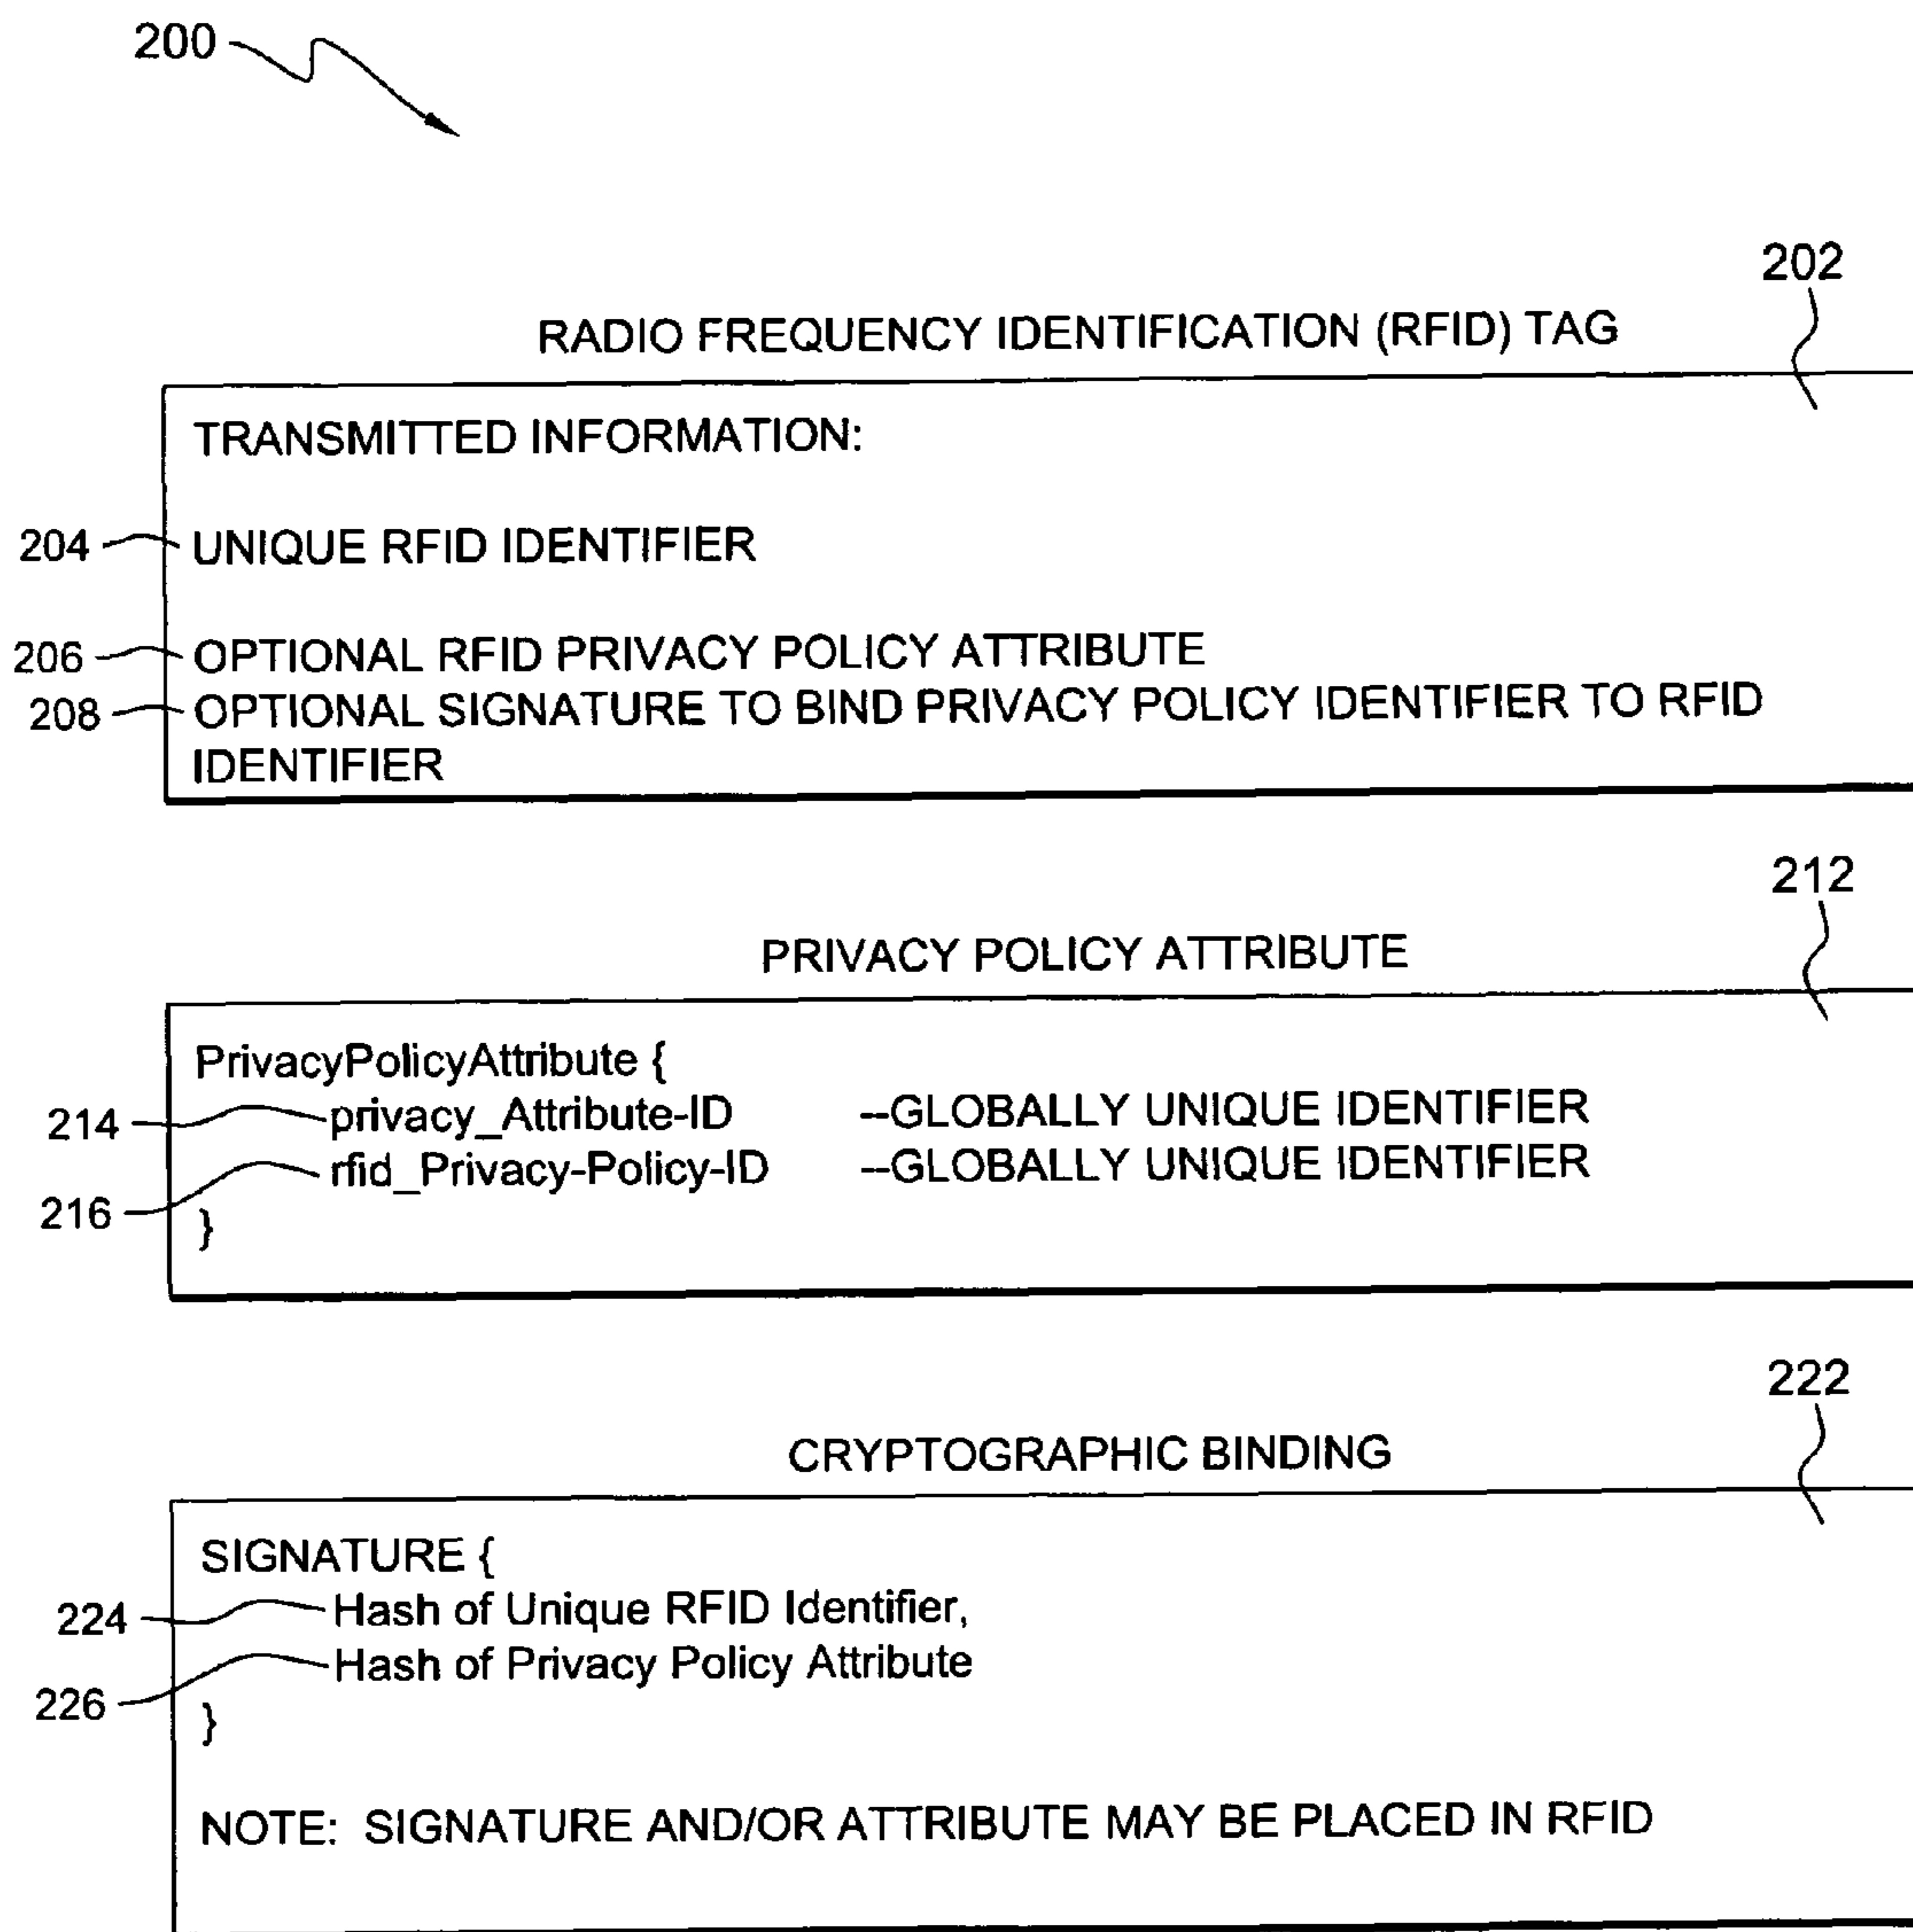 200
202
RADIO FREQUENCY IDENTIFICATION (RFID) TAG
TRANSMITTED INFORMATION:
204 UNIQUE RFID IDENTIFIER
206 OPTIONAL RFID PRIVACY POLICY ATTRIBUTE
208 OPTIONAL SIGNATURE TO BIND PRIVACY POLICY IDENTIFIER TO RFID
IDENTIFIER
212
PRIVACY POLICY ATTRIBUTE
PrivacyPolicyAttribute {
214 privacy_Attribute-ID --GLOBALLY UNIQUE IDENTIFIER
216 rfid_Privacy-Policy-ID --GLOBALLY UNIQUE IDENTIFIER
}
222
CRYPTOGRAPHIC BINDING
SIGNATURE {
224 Hash of Unique RFID Identifier,
226 Hash of Privacy Policy Attribute
}
NOTE: SIGNATURE AND/OR ATTRIBUTE MAY BE PLACED IN RFID